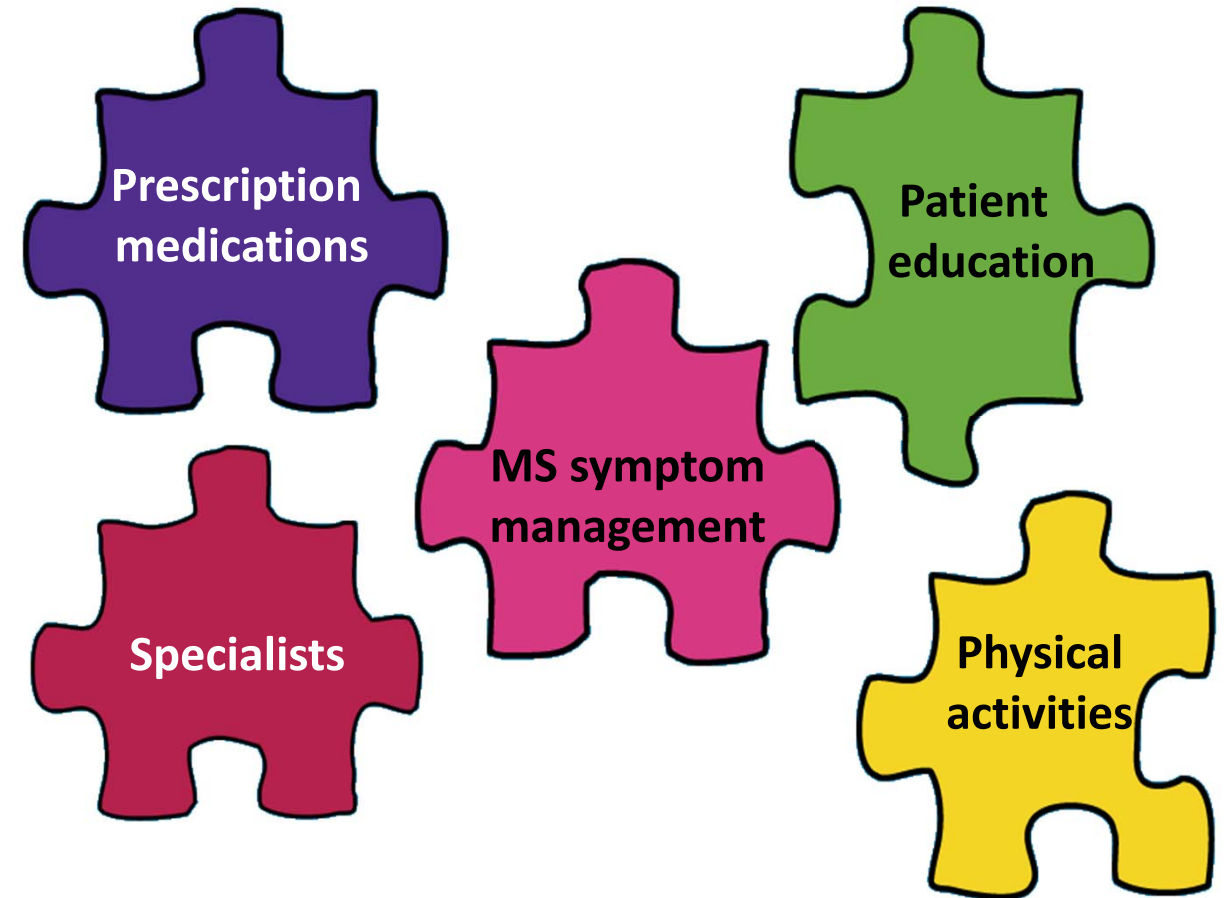 Prescription
medications
Patient
education
MS symptom
management
Specialists
Physical
activities